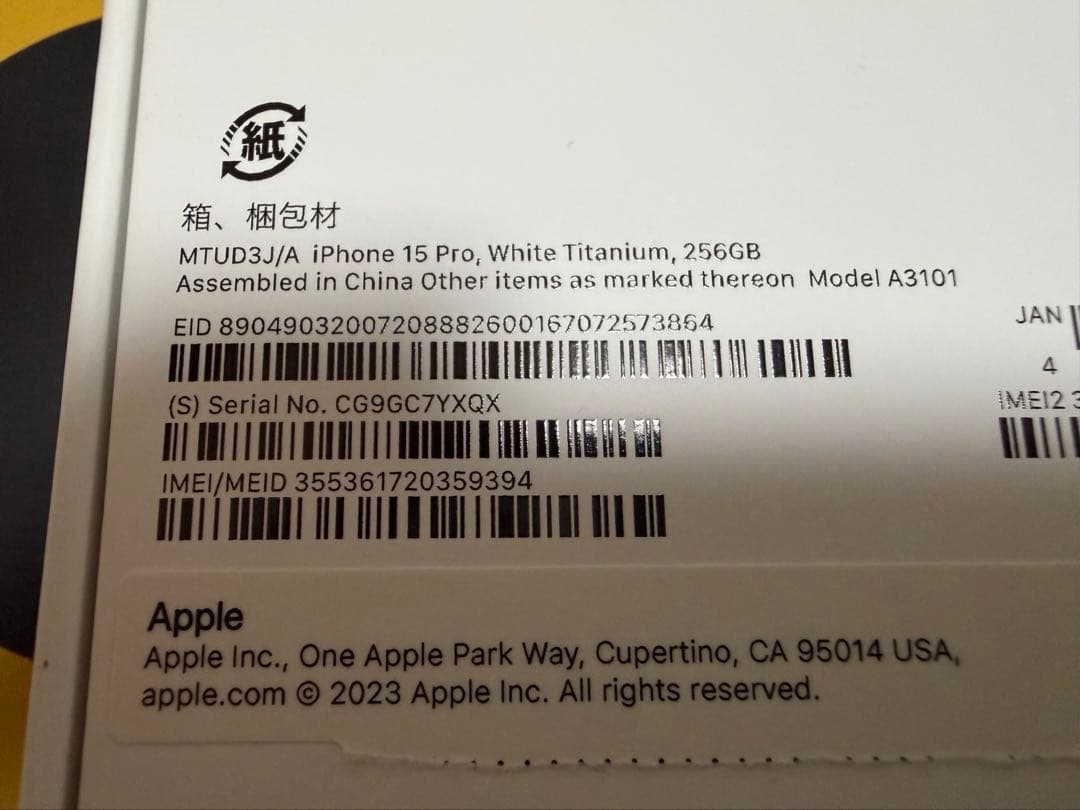 紙
箱、梱包材
MTUD3J/A iPhone 15 Pro, White Titanium, 256GB
Assembled in China Other items as marked thereon Model A3101
EID 89049032007208882600167072573864
JAN
4
(S) Serial No. CG9GC7YXQX
IMEI2 3
IMEI/MEID 355361720359394
Apple
Apple Inc., One Apple Park Way, Cupertino, CA 95014 USA,
apple.com © 2023 Apple Inc. All rights reserved.